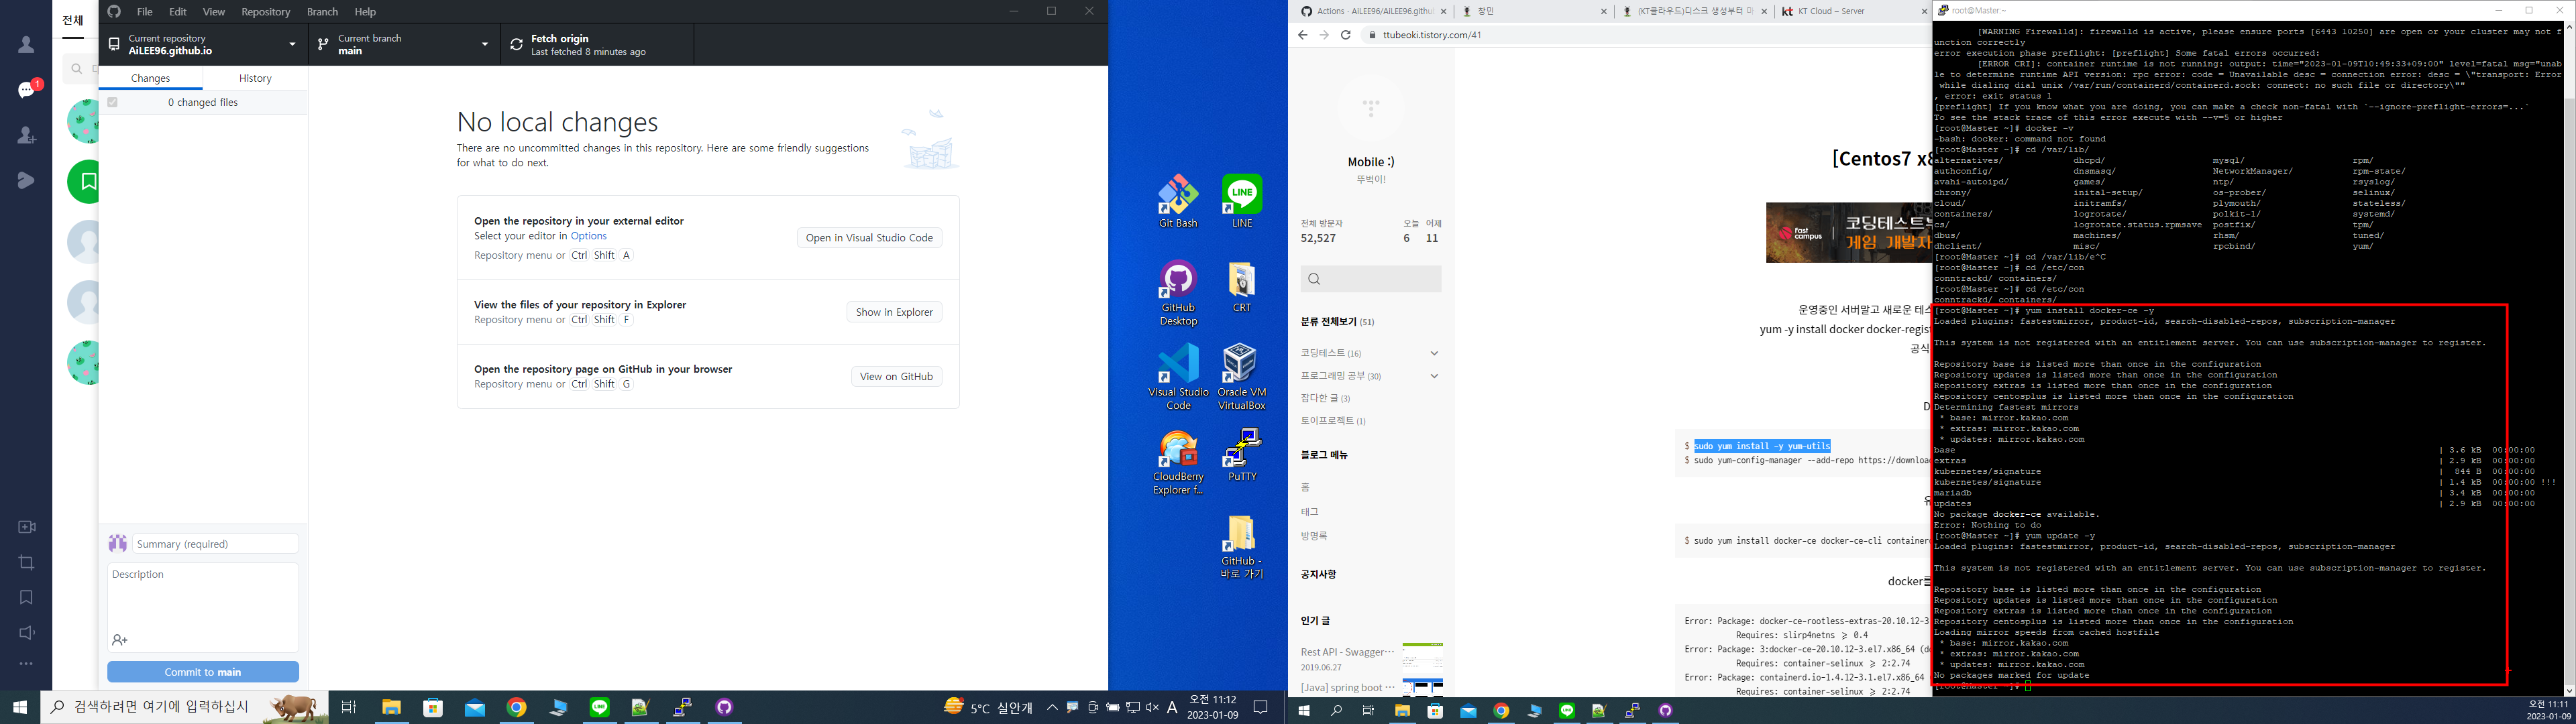 전체
1
File Edit View Repository Branch Help
Current repository
AiLEE96.github.io
Current branch
main
Fetch origin
Last fetched 8 minutes ago
Changes History
0 changed files
No local changes
There are no uncommitted changes in this repository. Here are some friendly suggestions
for what to do next.
Open the repository in your external editor
Select your editor in Options
Repository menu or Ctrl Shift A
Open in Visual Studio Code
View the files of your repository in Explorer
Repository menu or Ctrl Shift F
Show in Explorer
Open the repository page on GitHub in your browser
Repository menu or Ctrl Shift G
View on GitHub
Summary (required)
Description
Commit to main
Git Bash
LINE
GitHub
Desktop
CRT
Visual Studio
Code
Oracle VM
VirtualBox
CloudBerry
Explorer f...
PuTTY
GitHub -
바로 가기
검색하려면 여기에 입력하십시
5°C 실안개
A
오전 11:12
2023-01-09
Actions · AiLEE96/AiLEE96.githu
창민
(KT클라우드)디스크 생성부터 마
KT Cloud – Server
ttubeoki.tistory.com/41
Mobile :)
뚜벅이!
전체 방문자 오늘 어제
52,527 6 11
분류 전체보기 (51)
코딩테스트 (16)
프로그래밍 공부 (30)
잡다한 글 (3)
토이프로젝트 (1)
블로그 메뉴
홈
태그
방명록
공지사항
인기 글
Rest API - Swagger···
2019.06.27
[Java] spring boot ···
[Centos7 x8
fast campus
코딩테스트
게임 개발자
운영중인 서버말고 새로운 테스
yum -y install docker docker-regist
공식
D
$ sudo yum install -y yum-utils
$ sudo yum-config-manager --add-repo https://download
유
$ sudo yum install docker-ce docker-ce-cli containerd
docker를
Error: Package: docker-ce-rootless-extras-20.10.12-3
Requires: slirp4netns >= 0.4
Error: Package: 3:docker-ce-20.10.12-3.el7.x86_64 (do
Requires: container-selinux >= 2:2.74
Error: Package: containerd.io-1.4.12-3.1.el7.x86_64
Requires: container-selinux >= 2:2.74
root@Master:~
[WARNING Firewalld]: firewalld is active, please ensure ports [6443 10250] are open or your cluster may not f
unction correctly
error execution phase preflight: [preflight] Some fatal errors occurred:
[ERROR CRI]: container runtime is not running: output: time="2023-01-09T10:49:33+09:00" level=fatal msg="unab
le to determine runtime API version: rpc error: code = Unavailable desc = connection error: desc = \"transport: Error
while dialing dial unix /var/run/containerd/containerd.sock: connect: no such file or directory\""
, error: exit status 1
[preflight] If you know what you are doing, you can make a check non-fatal with `--ignore-preflight-errors=...`
To see the stack trace of this error execute with --v=5 or higher
[root@Master ~]# docker -v
-bash: docker: command not found
[root@Master ~]# cd /var/lib/
alternatives/ dhcpd/ mysql/ rpm/
authconfig/ dnsmasq/ NetworkManager/ rpm-state/
avahi-autoipd/ games/ ntp/ rsyslog/
chrony/ inital-setup/ os-prober/ selinux/
cloud/ initramfs/ plymouth/ stateless/
containers/ logrotate/ polkit-1/ systemd/
cs/ logrotate.status.rpmsave postfix/ tpm/
dbus/ machines/ rhsm/ tuned/
dhclient/ misc/ rpcbind/ yum/
[root@Master ~]# cd /var/lib/e^C
[root@Master ~]# cd /etc/con
conntrackd/ containers/
[root@Master ~]# cd /etc/con
conntrackd/ containers/
[root@Master ~]# yum install docker-ce -y
Loaded plugins: fastestmirror, product-id, search-disabled-repos, subscription-manager
This system is not registered with an entitlement server. You can use subscription-manager to register.
Repository base is listed more than once in the configuration
Repository updates is listed more than once in the configuration
Repository extras is listed more than once in the configuration
Repository centosplus is listed more than once in the configuration
Determining fastest mirrors
* base: mirror.kakao.com
* extras: mirror.kakao.com
* updates: mirror.kakao.com
base | 3.6 kB 00:00:00
extras | 2.9 kB 00:00:00
kubernetes/signature | 844 B 00:00:00
kubernetes/signature | 1.4 kB 00:00:00 !!!
mariadb | 3.4 kB 00:00:00
updates | 2.9 kB 00:00:00
No package docker-ce available.
Error: Nothing to do
[root@Master ~]# yum update -y
Loaded plugins: fastestmirror, product-id, search-disabled-repos, subscription-manager
This system is not registered with an entitlement server. You can use subscription-manager to register.
Repository base is listed more than once in the configuration
Repository updates is listed more than once in the configuration
Repository extras is listed more than once in the configuration
Repository centosplus is listed more than once in the configuration
Loading mirror speeds from cached hostfile
* base: mirror.kakao.com
* extras: mirror.kakao.com
* updates: mirror.kakao.com
No packages marked for update
[root@Master ~]#
오전 11:11
2023-01-09